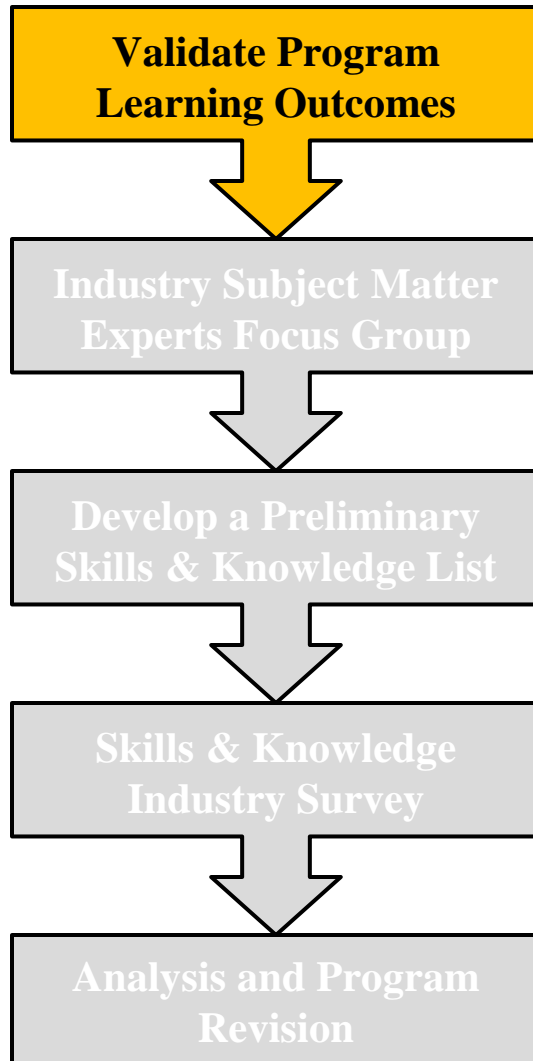 Validate Program
Learning Outcomes
Industry Subject Matter
Experts Focus Group
Develop a Preliminary
Skills & Knowledge List
Skills & Knowledge
Industry Survey
Analysis and Program
Revision